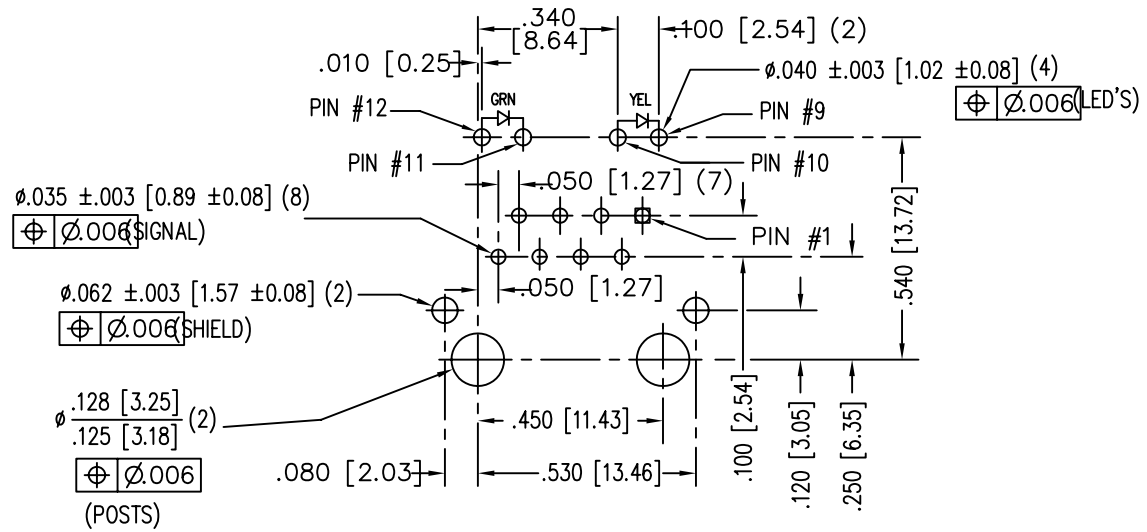 .340
[8.64]
.100 [2.54] (2)
.010 [0.25]
ø.040 ±.003 [1.02 ±0.08] (4)
Ø.006 (LED'S)
PIN #12
GRN
YEL
PIN #9
PIN #11
PIN #10
.050 [1.27] (7)
ø.035 ±.003 [0.89 ±0.08] (8)
Ø.006 (SIGNAL)
PIN #1
.540 [13.72]
.050 [1.27]
ø.062 ±.003 [1.57 ±0.08] (2)
Ø.006 (SHIELD)
ø .128 [3.25]
.125 [3.18] (2)
.450 [11.43]
.100 [2.54]
.120 [3.05]
.250 [6.35]
.080 [2.03]
.530 [13.46]
Ø.006
(POSTS)